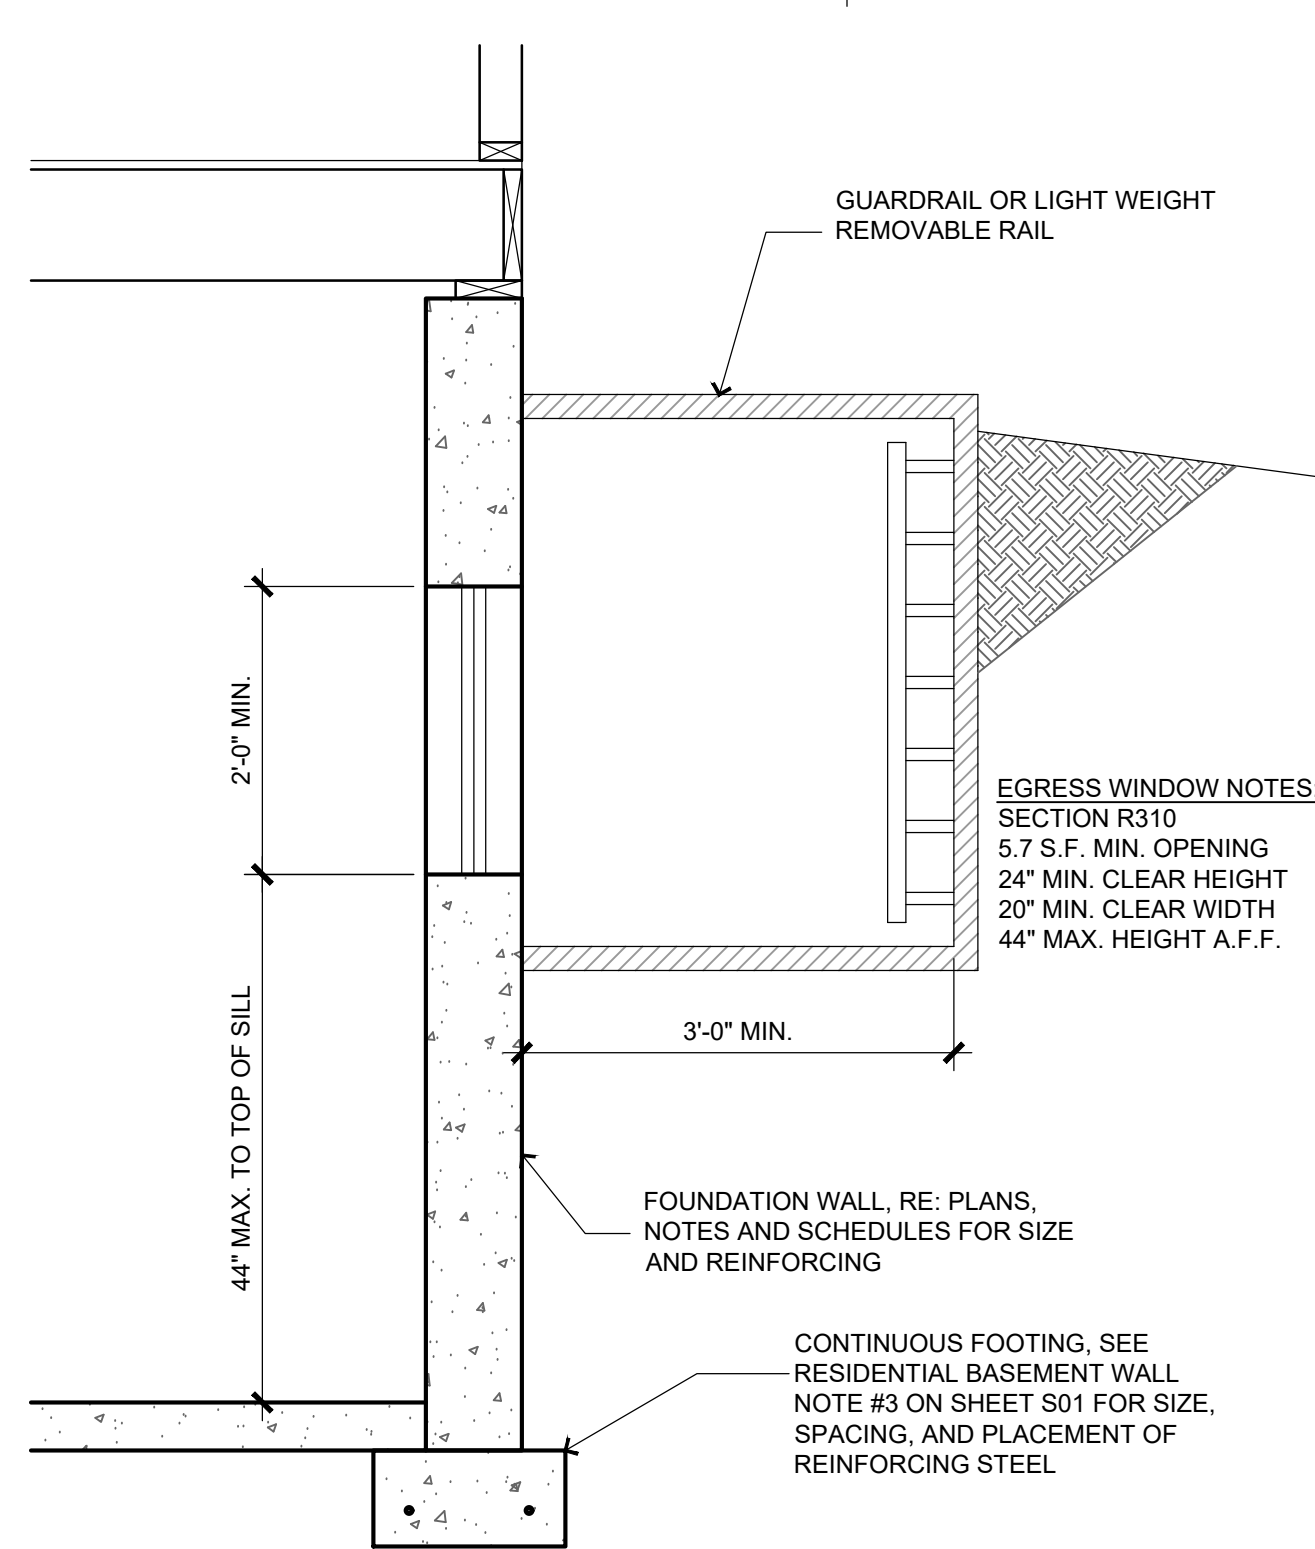 GUARDRAIL OR LIGHT WEIGHT
REMOVABLE RAIL
2'-0" MIN.
EGRESS WINDOW NOTES:
SECTION R310
5.7 S.F. MIN. OPENING
24" MIN. CLEAR HEIGHT
20" MIN. CLEAR WIDTH
44" MAX. HEIGHT A.F.F.
44" MAX. TO TOP OF SILL
3'-0" MIN.
FOUNDATION WALL, RE: PLANS,
NOTES AND SCHEDULES FOR SIZE
AND REINFORCING
CONTINUOUS FOOTING, SEE
RESIDENTIAL BASEMENT WALL
NOTE #3 ON SHEET S01 FOR SIZE,
SPACING, AND PLACEMENT OF
REINFORCING STEEL